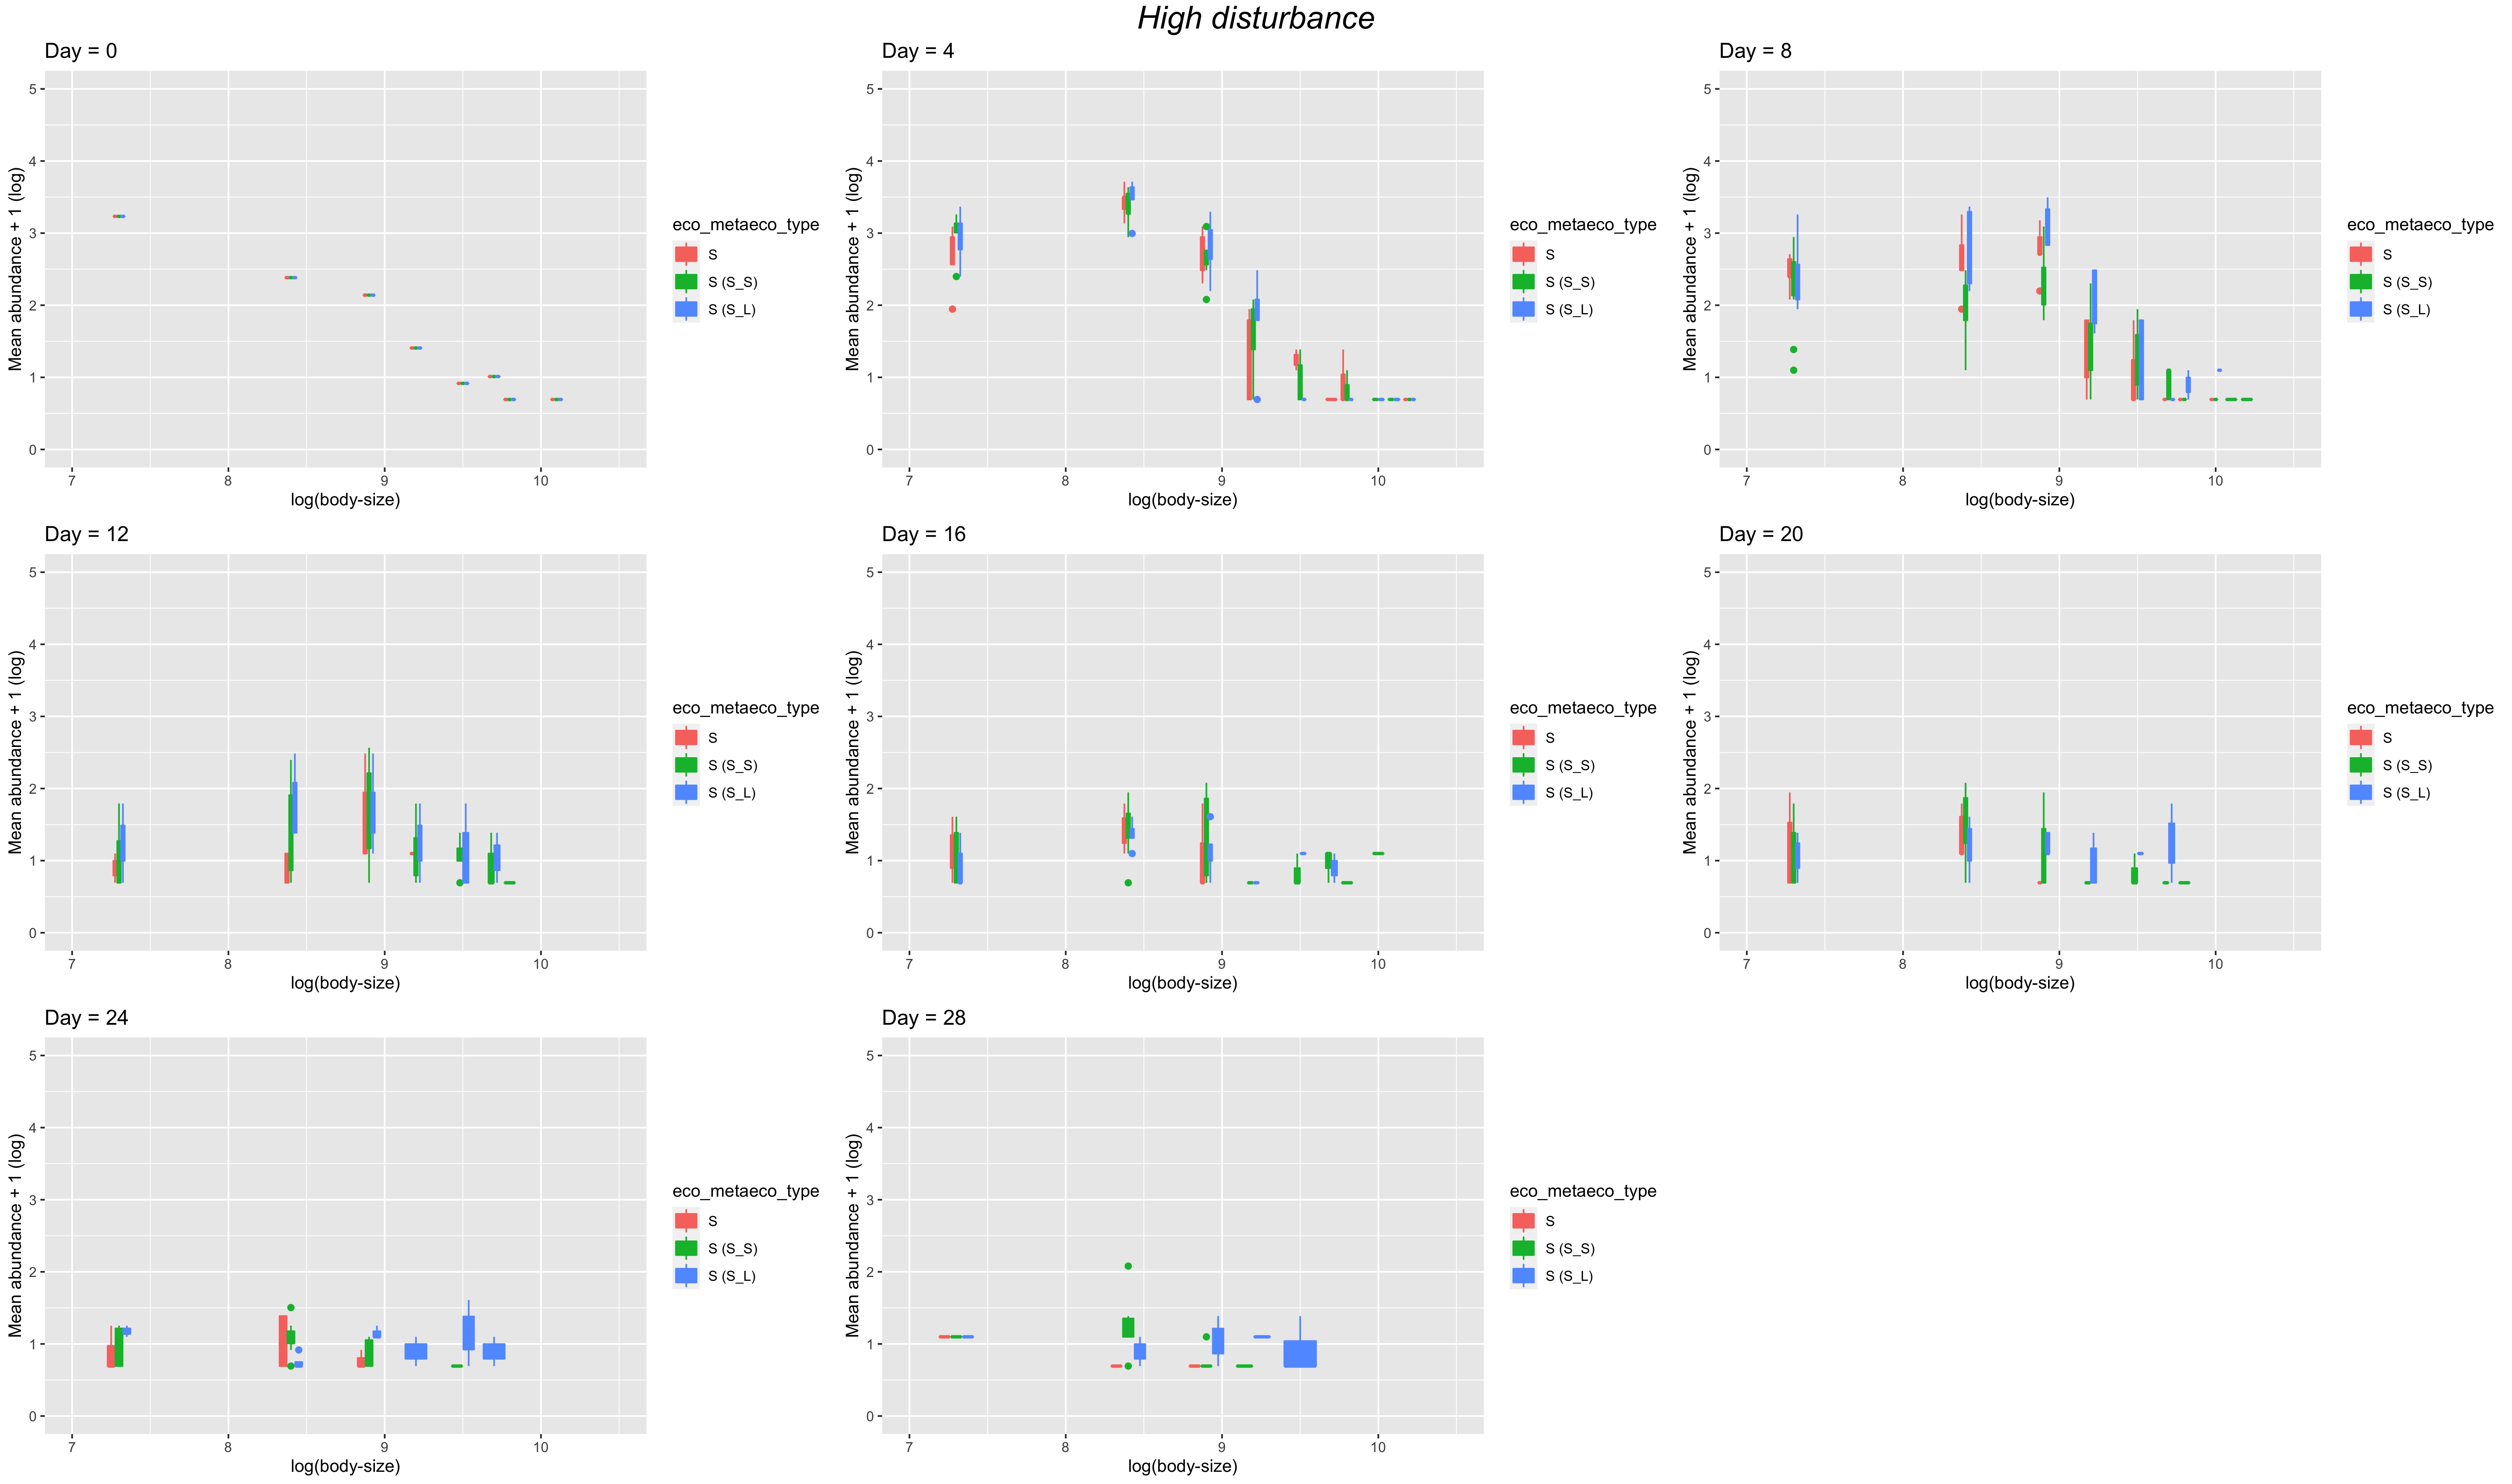 High disturbance
Day = 0
Mean abundance + 1 (log)
5
4
3
2
1
0
7 8 9 10
log(body-size)
eco_metaeco_type
S
S (S_S)
S (S_L)
Day = 4
Mean abundance + 1 (log)
5
4
3
2
1
0
7 8 9 10
log(body-size)
eco_metaeco_type
S
S (S_S)
S (S_L)
Day = 8
Mean abundance + 1 (log)
5
4
3
2
1
0
7 8 9 10
log(body-size)
eco_metaeco_type
S
S (S_S)
S (S_L)
Day = 12
Mean abundance + 1 (log)
5
4
3
2
1
0
7 8 9 10
log(body-size)
eco_metaeco_type
S
S (S_S)
S (S_L)
Day = 16
Mean abundance + 1 (log)
5
4
3
2
1
0
7 8 9 10
log(body-size)
eco_metaeco_type
S
S (S_S)
S (S_L)
Day = 20
Mean abundance + 1 (log)
5
4
3
2
1
0
7 8 9 10
log(body-size)
eco_metaeco_type
S
S (S_S)
S (S_L)
Day = 24
Mean abundance + 1 (log)
5
4
3
2
1
0
7 8 9 10
log(body-size)
eco_metaeco_type
S
S (S_S)
S (S_L)
Day = 28
Mean abundance + 1 (log)
5
4
3
2
1
0
7 8 9 10
log(body-size)
eco_metaeco_type
S
S (S_S)
S (S_L)